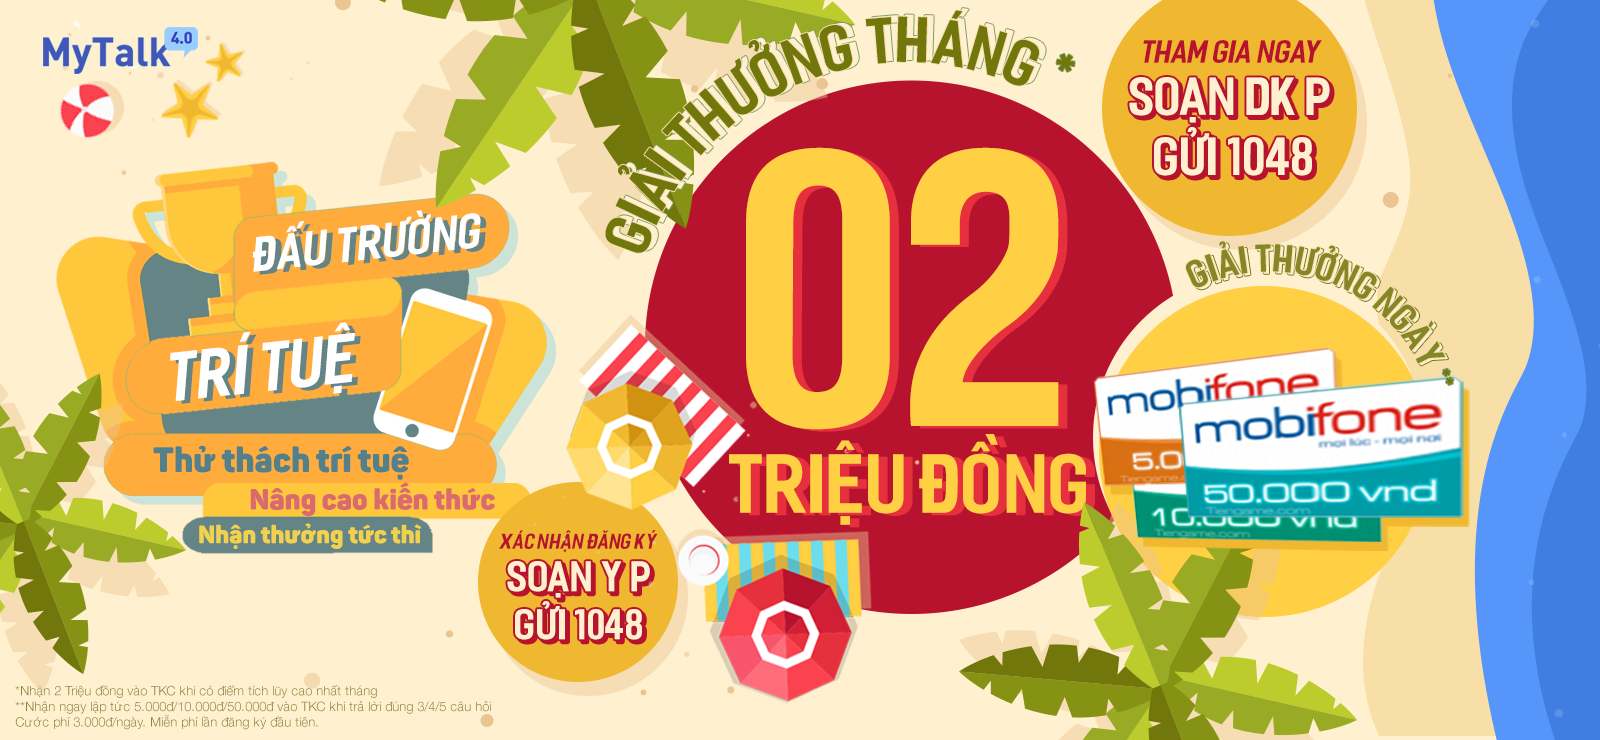 MyTalk 4.0
GIẢI THƯỞNG THÁNG *
THAM GIA NGAY
SOẠN DK P
GỬI 1048
ĐẤU TRƯỜNG
TRÍ TUỆ
Thử thách trí tuệ
Nâng cao kiến thức
Nhận thưởng tức thì
02
TRIỆU ĐỒNG
GIẢI THƯỞNG NGÀY **
mobifone
5.0
Tiengame
mobifone
mọi lúc - mọi nơi
50.000 vnd
Tiengame.com
10.000 vnd
Tiengame.com
XÁC NHẬN ĐĂNG KÝ
SOẠN Y P
GỬI 1048
*Nhận 2 Triệu đồng vào TKC khi có điểm tích lũy cao nhất tháng
**Nhận ngay lập tức 5.000đ/10.000đ/50.000đ vào TKC khi trả lời đúng 3/4/5 câu hỏi
Cước phí 3.000đ/ngày. Miễn phí lần đăng ký đầu tiên.